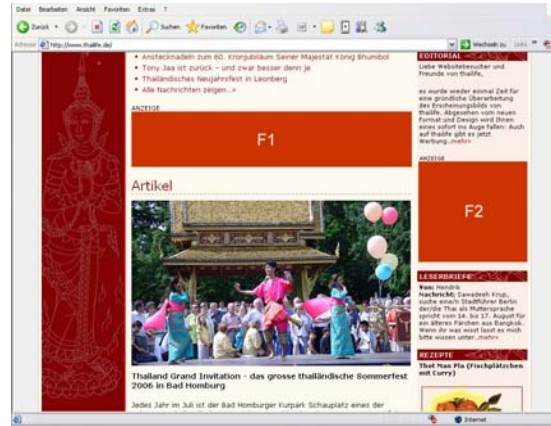 Datei Bearbeiten Ansicht Favoriten Extras ?
Zurück Suchen Favoriten
Adresse http://www.thailife.de/ Wechseln zu Links »
• Anstecknadeln zum 60. Kronjubiläum Seiner Majestät König Bhumibol
• Tony Jaa ist zurück – und zwar besser denn je
• Thailändisches Neujahrsfest in Leonberg
• Alle Nachrichten zeigen...»
ANZEIGE
F1
Artikel
Thailand Grand Invitation - das grosse thailändische Sommerfest
2006 in Bad Homburg
Jedes Jahr im Juli ist der Bad Homburger Kurpark Schauplatz eines der
EDITORIAL
Liebe Websitebesucher und
Freunde von thailife,
es wurde wieder einmal Zeit für
eine gründliche Überarbeitung
des Erscheinungsbilds von
thailife. Abgesehen vom neuen
Format und Design wird Ihnen
eines sofort ins Auge fallen: Auch
auf thailife gibt es jetzt
Werbung...mehr»
ANZEIGE
F2
LESERBRIEFE
Von: Hendrik
Nachricht: Sawadeeh Krup,
suche eine/n Stadtführer Berlin
der/die Thai als Muttersprache
spricht vom 14. bis 17. August für
ein älteres Pärchen aus Bangkok.
Wenn ihr was wisst lasst es mich
bitte wissen unter...mehr»
REZEPTE
Thot Man Pla (Fischplätzchen
mit Curry)
Internet